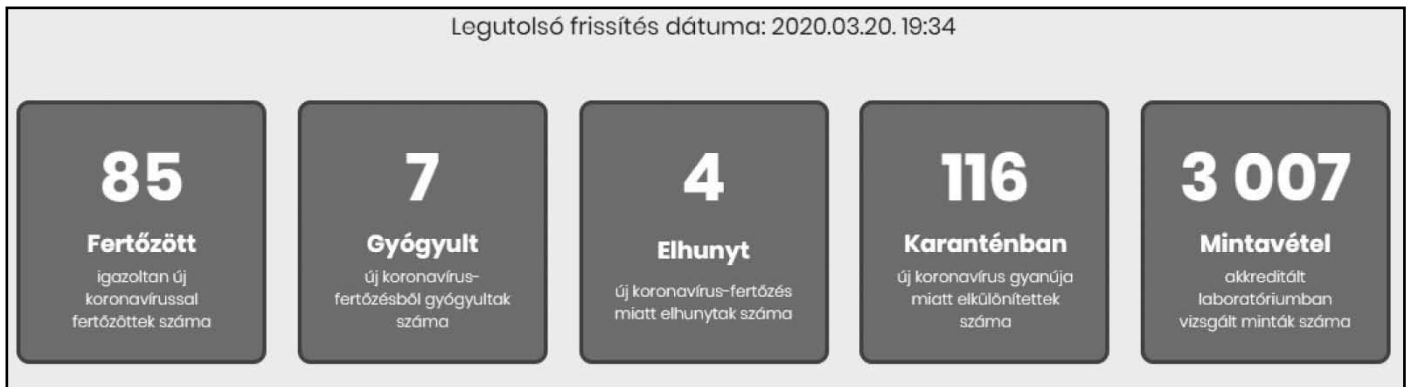 Legutolsó frissítés dátuma: 2020.03.20. 19:34
85
Fertőzött
igazoltan új
koronavírussal
fertőzöttek száma
7
Gyógyult
új koronavírus-
fertőzésből gyógyultak
száma
4
Elhunyt
új koronavírus-fertőzés
miatt elhunytak száma
116
Karanténban
új koronavírus gyanúja
miatt elkülönítettek
száma
3 007
Mintavétel
akkreditált
laboratóriumban
vizsgált minták száma